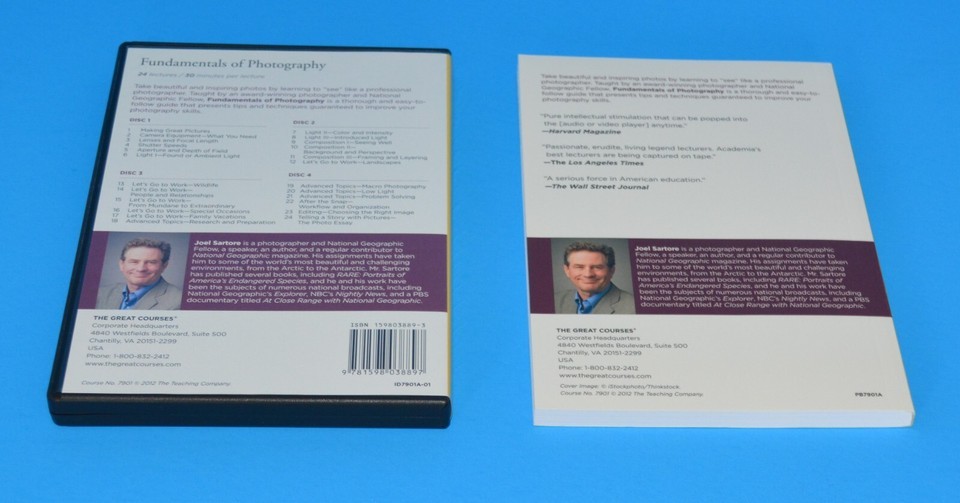 Fundamentals of Photography
24 lectures / 30 minutes per lecture
Take beautiful and inspiring photos by learning to "see" like a professional
photographer. Taught by an award-winning photographer and National
Geographic Fellow, Fundamentals of Photography is a thorough and easy-to-
follow guide that presents tips and techniques guaranteed to improve your
photography skills.
DISC 1
1 Making Great Pictures
2 Camera Equipment—What You Need
3 Lenses and Focal Length
4 Shutter Speeds
5 Aperture and Depth of Field
6 Light I—Found or Ambient Light
DISC 2
7 Light II—Color and Intensity
8 Light III—Introduced Light
9 Composition I—Seeing Well
10 Composition II—
Background and Perspective
11 Composition III—Framing and Layering
12 Let's Go to Work—Landscapes
DISC 3
13 Let's Go to Work—Wildlife
14 Let's Go to Work—
People and Relationships
15 Let's Go to Work—
From Mundane to Extraordinary
16 Let's Go to Work—Special Occasions
17 Let's Go to Work—Family Vacations
18 Advanced Topics—Research and Preparation
DISC 4
19 Advanced Topics—Macro Photography
20 Advanced Topics—Low Light
21 Advanced Topics—Problem Solving
22 After the Snap—
Workflow and Organization
23 Editing—Choosing the Right Image
24 Telling a Story with Pictures—
The Photo Essay
Joel Sartore is a photographer and National Geographic
Fellow, a speaker, an author, and a regular contributor to
National Geographic magazine. His assignments have taken
him to some of the world's most beautiful and challenging
environments, from the Arctic to the Antarctic. Mr. Sartore
has published several books, including RARE: Portraits of
America's Endangered Species, and he and his work have
been the subjects of numerous national broadcasts, including
National Geographic's Explorer, NBC's Nightly News, and a PBS
documentary titled At Close Range with National Geographic.
THE GREAT COURSES®
Corporate Headquarters
4840 Westfields Boulevard, Suite 500
Chantilly, VA 20151-2299
USA
Phone: 1-800-832-2412
www.thegreatcourses.com
Course No. 7901 © 2012 The Teaching Company.
ISBN 159803889-3
9 781598 038897
ID7901A-01
Take beautiful and inspiring photos by learning to "see" like a professional
photographer. Taught by an award-winning photographer and National
Geographic Fellow, Fundamentals of Photography is a thorough and easy-to-
follow guide that presents tips and techniques guaranteed to improve your
photography skills.
"Pure intellectual stimulation that can be popped into
the [audio or video player] anytime."
—Harvard Magazine
"Passionate, erudite, living legend lecturers. Academia's
best lecturers are being captured on tape."
—The Los Angeles Times
"A serious force in American education."
—The Wall Street Journal
Joel Sartore is a photographer and National Geographic
Fellow, a speaker, an author, and a regular contributor to
National Geographic magazine. His assignments have taken
him to some of the world's most beautiful and challenging
environments, from the Arctic to the Antarctic. Mr. Sartore
has published several books, including RARE: Portraits of
America's Endangered Species, and he and his work have
been the subjects of numerous national broadcasts, including
National Geographic's Explorer, NBC's Nightly News, and a PBS
documentary titled At Close Range with National Geographic.
THE GREAT COURSES®
Corporate Headquarters
4840 Westfields Boulevard, Suite 500
Chantilly, VA 20151-2299
USA
Phone: 1-800-832-2412
www.thegreatcourses.com
Cover Image: © iStockphoto/Thinkstock.
Course No. 7901 © 2012 The Teaching Company.
PB7901A